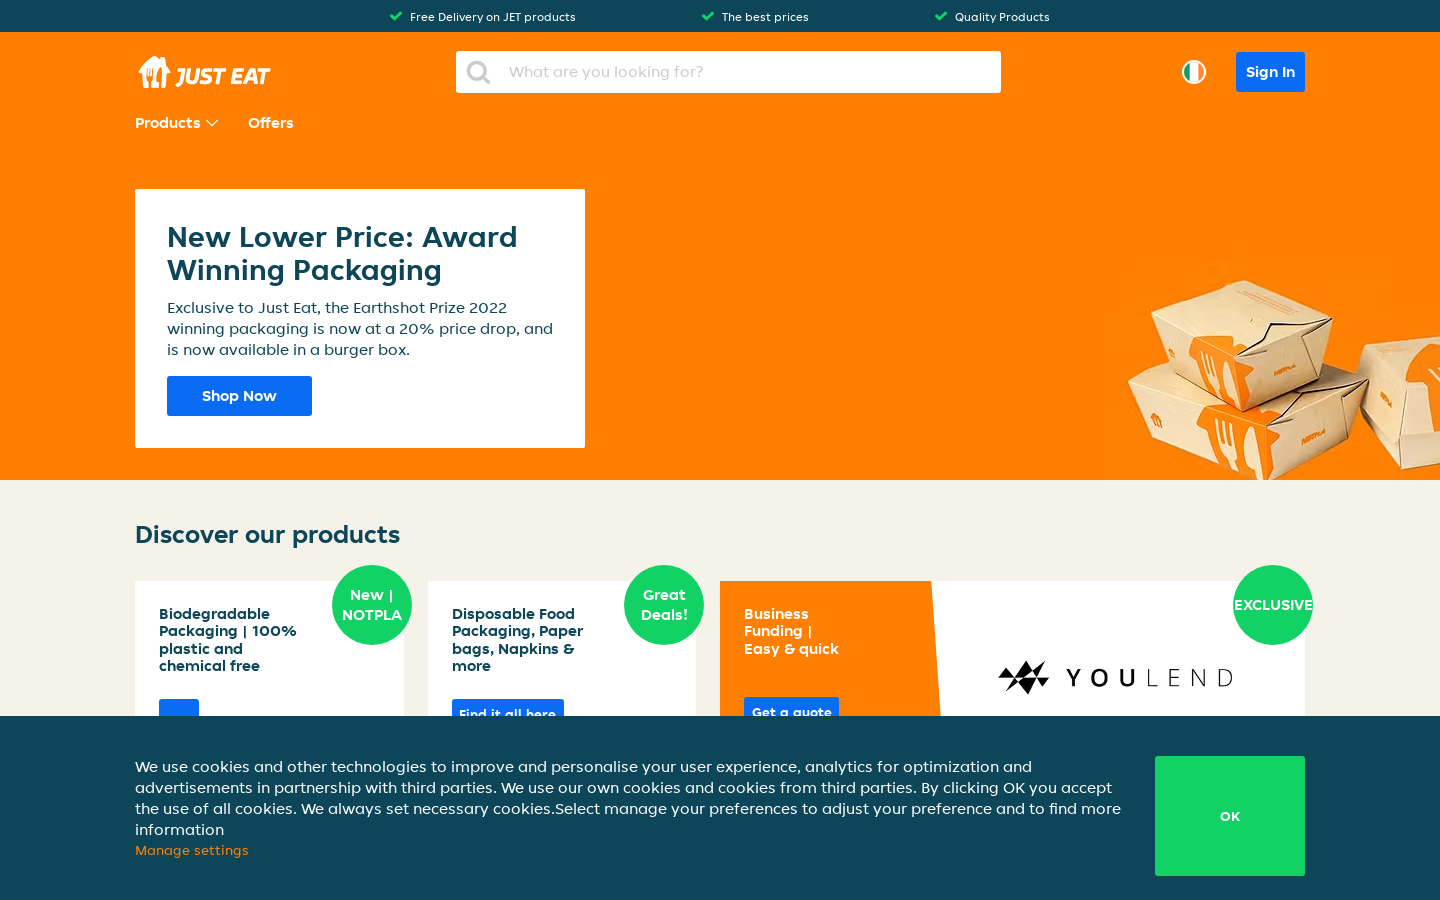 Free Delivery on JET products
The best prices
Quality Products
JUST EAT
What are you looking for?
Sign In
Products
Offers
New Lower Price: Award
Winning Packaging
Exclusive to Just Eat, the Earthshot Prize 2022
winning packaging is now at a 20% price drop, and
is now available in a burger box.
Shop Now
NOTPLA
NOTPLA
Discover our products
New |
NOTPLA
Biodegradable
Packaging | 100%
plastic and
chemical free
Great
Deals!
Disposable Food
Packaging, Paper
bags, Napkins &
more
Find it all here
EXCLUSIVE
Business
Funding |
Easy & quick
Get a quote
YOULEND
We use cookies and other technologies to improve and personalise your user experience, analytics for optimization and
advertisements in partnership with third parties. We use our own cookies and cookies from third parties. By clicking OK you accept
the use of all cookies. We always set necessary cookies.Select manage your preferences to adjust your preference and to find more
information
Manage settings
OK